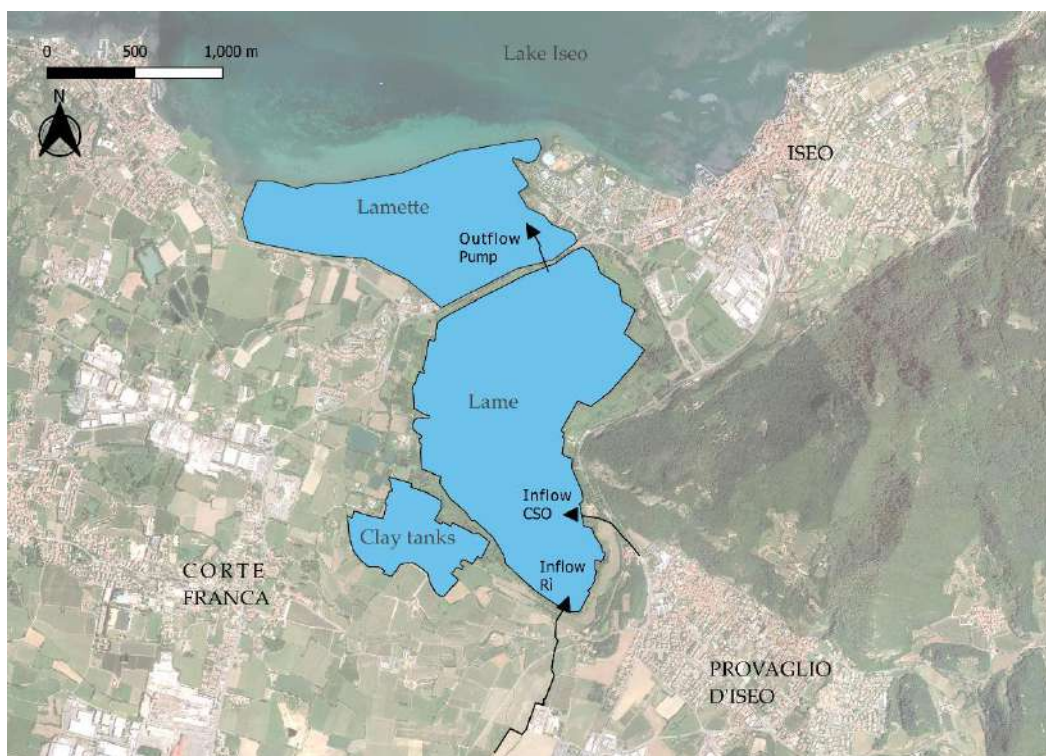 0 500 1,000 m
N
Lake Iseo
ISEO
Lamette
Outflow
Pump
Lame
Inflow
CSO
Clay tanks
Inflow
Rì
CORTE
FRANCA
PROVAGLIO
D'ISEO